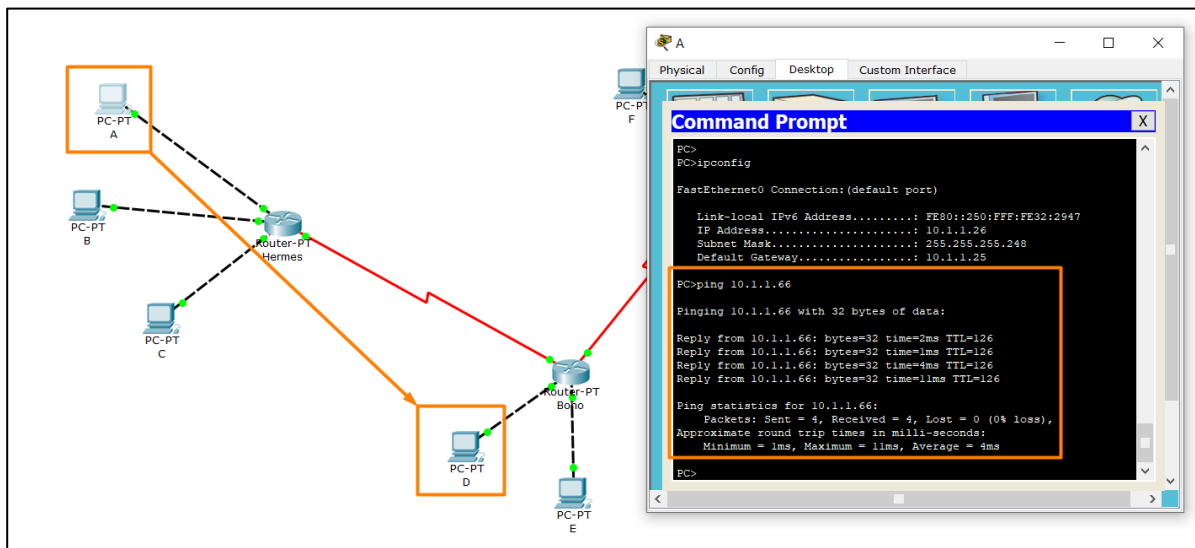 PC-PT
A
PC-PT
B
Router-PT
Hermes
PC-PT
C
PC-PT
D
Router-PT
Bono
PC-PT
E
PC-PT
F
A
Physical Config Desktop Custom Interface
Command Prompt X
PC>
PC>ipconfig
FastEthernet0 Connection:(default port)
Link-local IPv6 Address.........: FE80::250:FFF:FE32:2947
IP Address......................: 10.1.1.26
Subnet Mask.....................: 255.255.255.248
Default Gateway.................: 10.1.1.25
PC>ping 10.1.1.66
Pinging 10.1.1.66 with 32 bytes of data:
Reply from 10.1.1.66: bytes=32 time=2ms TTL=126
Reply from 10.1.1.66: bytes=32 time=1ms TTL=126
Reply from 10.1.1.66: bytes=32 time=4ms TTL=126
Reply from 10.1.1.66: bytes=32 time=11ms TTL=126
Ping statistics for 10.1.1.66:
Packets: Sent = 4, Received = 4, Lost = 0 (0% loss),
Approximate round trip times in milli-seconds:
Minimum = 1ms, Maximum = 11ms, Average = 4ms
PC>